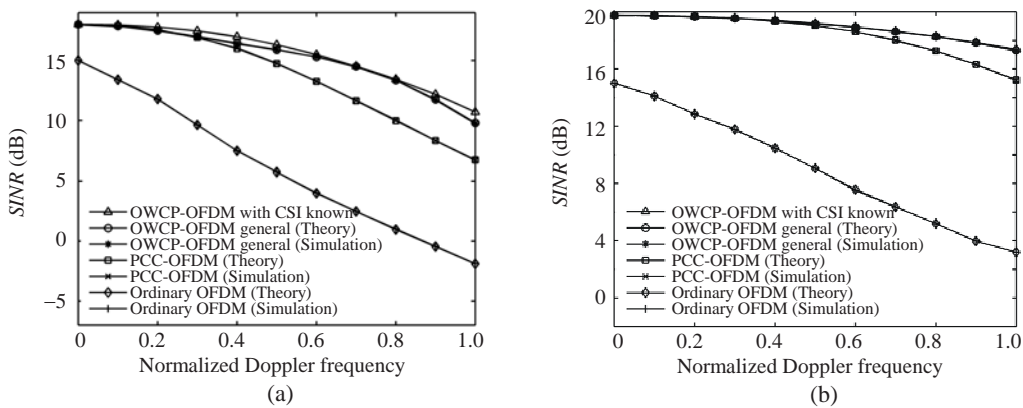 15
10
5
0
–5
SINR (dB)
OWCP-OFDM with CSI known
OWCP-OFDM general (Theory)
OWCP-OFDM general (Simulation)
PCC-OFDM (Theory)
PCC-OFDM (Simulation)
Ordinary OFDM (Theory)
Ordinary OFDM (Simulation)
0 0.2 0.4 0.6 0.8 1.0
Normalized Doppler frequency
(a)
20
16
12
8
4
0
SINR (dB)
OWCP-OFDM with CSI known
OWCP-OFDM general (Theory)
OWCP-OFDM general (Simulation)
PCC-OFDM (Theory)
PCC-OFDM (Simulation)
Ordinary OFDM (Theory)
Ordinary OFDM (Simulation)
0 0.2 0.4 0.6 0.8 1.0
Normalized Doppler frequency
(b)